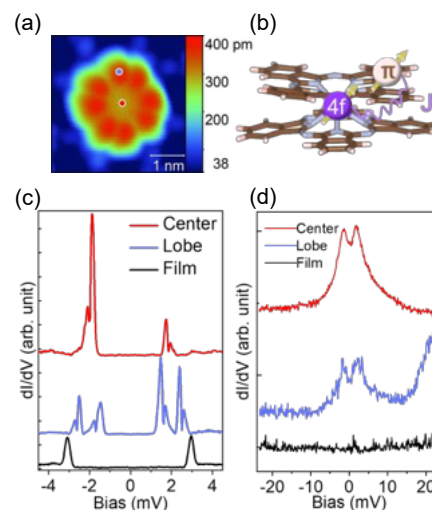 (a)
(b)
400 pm
200
38
1 nm
π
4f
J
(c)
(d)
Center
Lobe
Film
dI/dV (arb. unit)
-4 -2 0 2 4
Bias (mV)
Center
Lobe
Film
dI/dV (arb. unit)
-20 -10 0 10 20
Bias (mV)